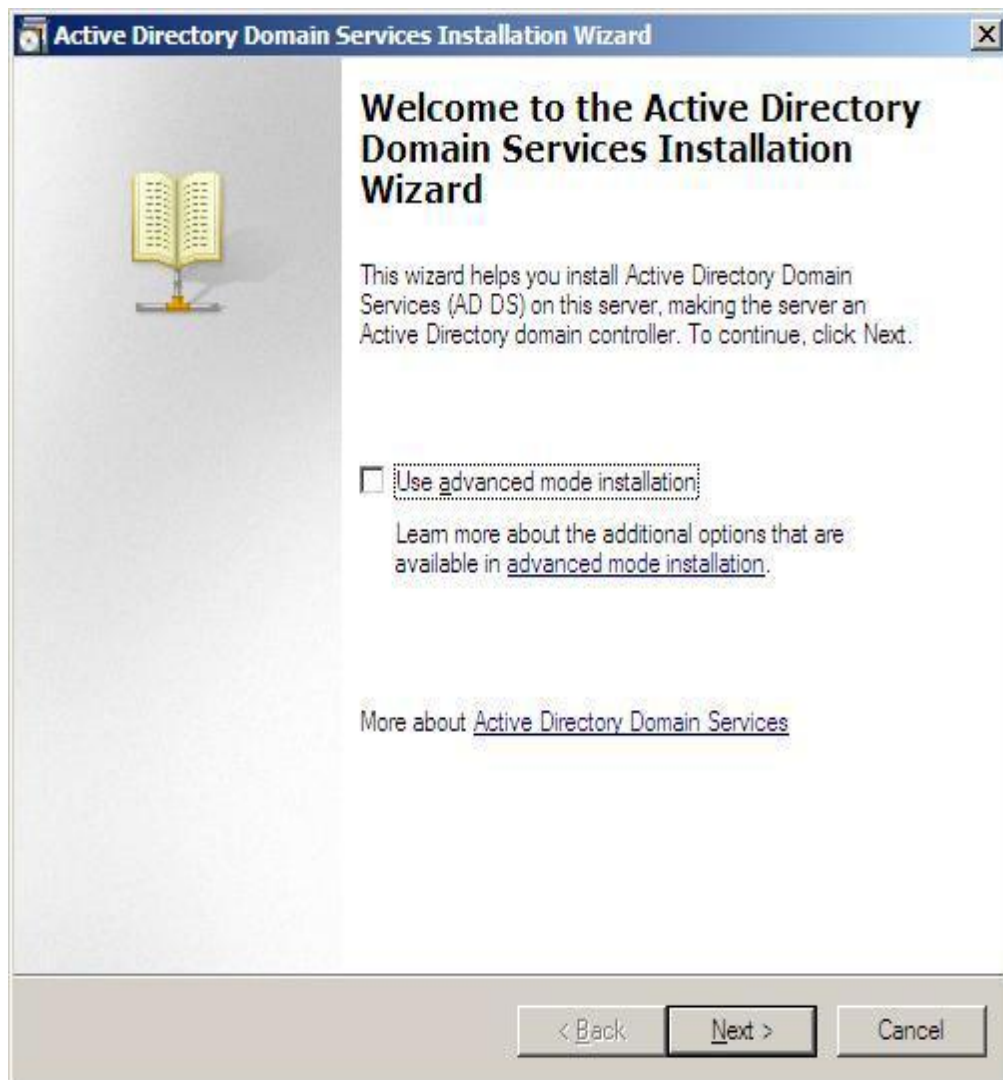 Active Directory Domain Services Installation Wizard
Welcome to the Active Directory
Domain Services Installation
Wizard
This wizard helps you install Active Directory Domain
Services (AD DS) on this server, making the server an
Active Directory domain controller. To continue, click Next.
Use advanced mode installation
Learn more about the additional options that are
available in advanced mode installation.
More about Active Directory Domain Services
< Back Next > Cancel